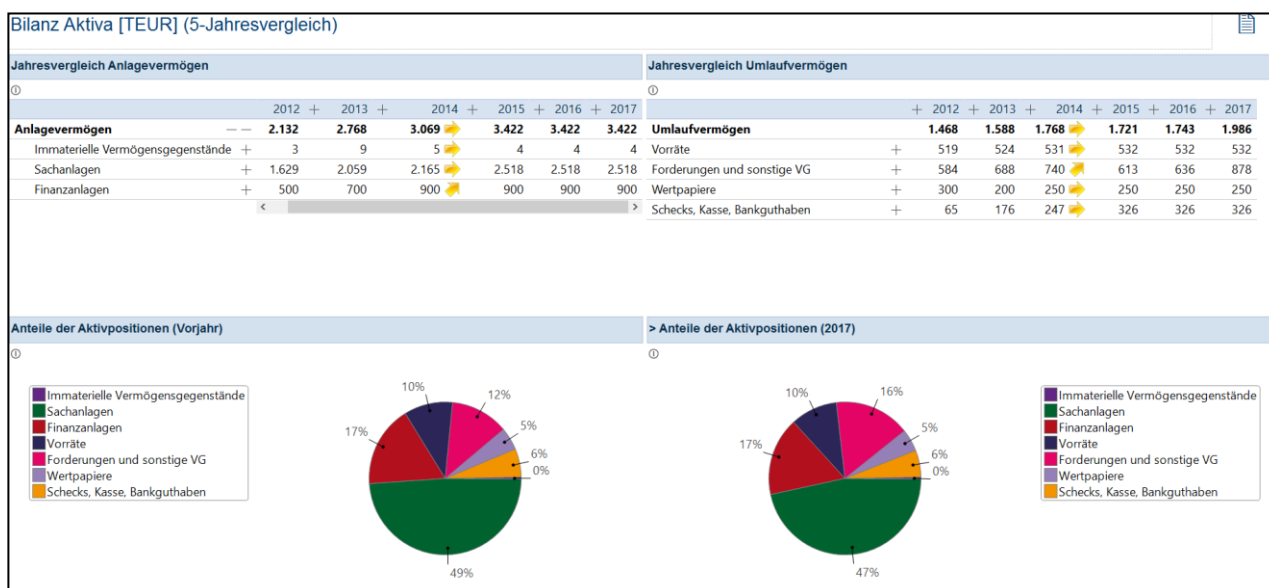 Bilanz Aktiva [TEUR] (5-Jahresvergleich)
Jahresvergleich Anlagevermögen
2012 + 2013 + 2014 + 2015 + 2016 + 2017
Anlagevermögen — — 2.132 2.768 3.069 3.422 3.422 3.422
Immaterielle Vermögensgegenstände + 3 9 5 4 4 4
Sachanlagen + 1.629 2.059 2.165 2.518 2.518 2.518
Finanzanlagen + 500 700 900 900 900 900
Jahresvergleich Umlaufvermögen
+ 2012 + 2013 + 2014 + 2015 + 2016 + 2017
Umlaufvermögen 1.468 1.588 1.768 1.721 1.743 1.986
Vorräte + 519 524 531 532 532 532
Forderungen und sonstige VG + 584 688 740 613 636 878
Wertpapiere + 300 200 250 250 250 250
Schecks, Kasse, Bankguthaben + 65 176 247 326 326 326
Anteile der Aktivpositionen (Vorjahr)
Immaterielle Vermögensgegenstände
Sachanlagen
Finanzanlagen
Vorräte
Forderungen und sonstige VG
Wertpapiere
Schecks, Kasse, Bankguthaben
10%
12%
5%
17%
6%
0%
49%
> Anteile der Aktivpositionen (2017)
10%
16%
5%
17%
6%
0%
47%
Immaterielle Vermögensgegenstände
Sachanlagen
Finanzanlagen
Vorräte
Forderungen und sonstige VG
Wertpapiere
Schecks, Kasse, Bankguthaben